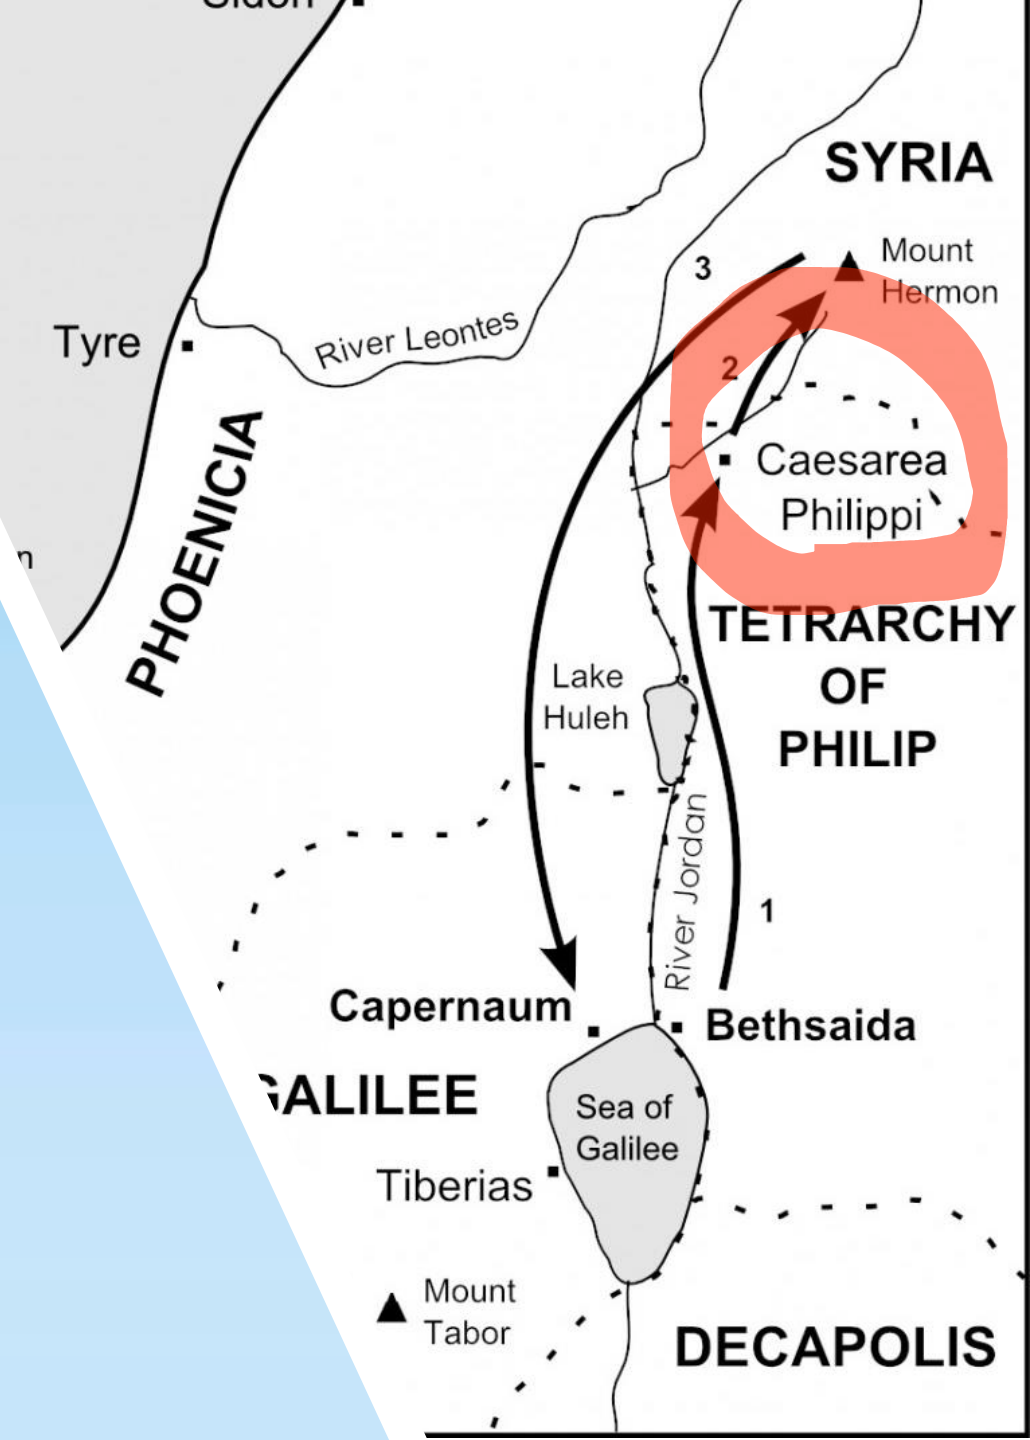 Sidon
SYRIA
Mount
Hermon
3
Tyre
River Leontes
2
Caesarea
Philippi
PHOENICIA
n
TETRARCHY
OF
PHILIP
Lake
Huleh
River Jordan
1
Capernaum
Bethsaida
GALILEE
Sea of
Galilee
Tiberias
Mount
Tabor
DECAPOLIS